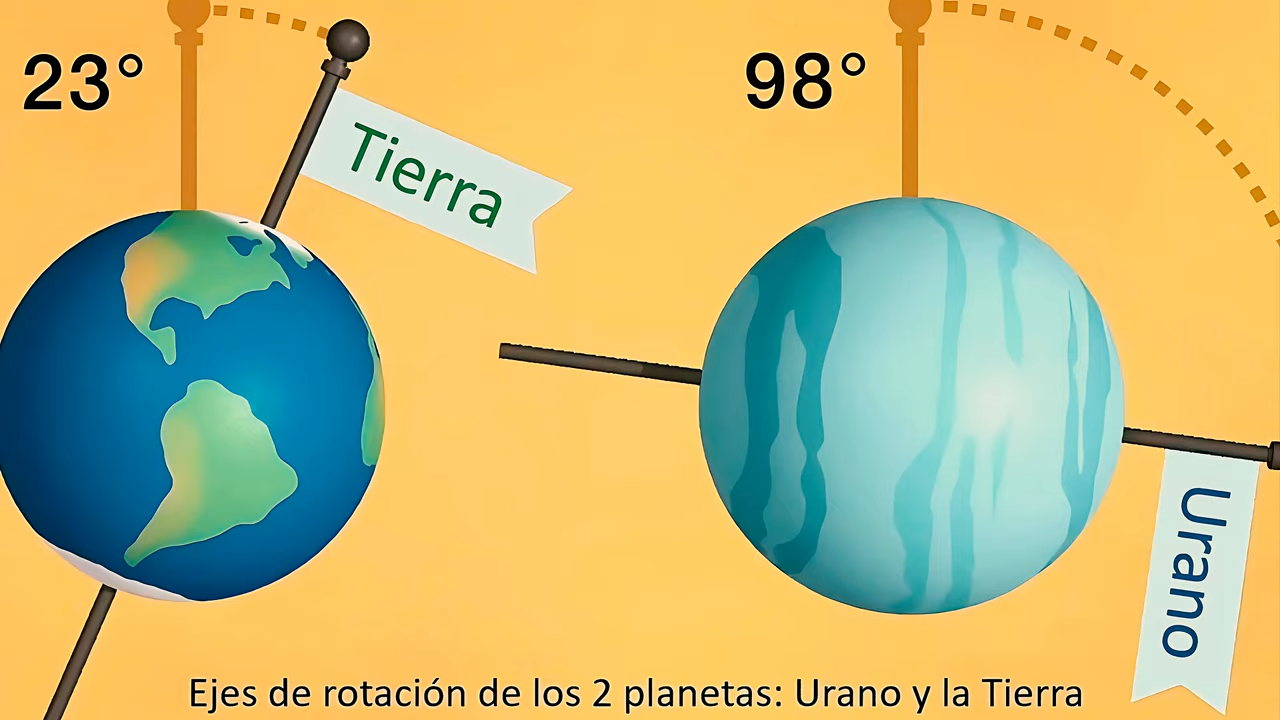 23°
98°
Tierra
Urano
Ejes de rotación de los 2 planetas: Urano y la Tierra